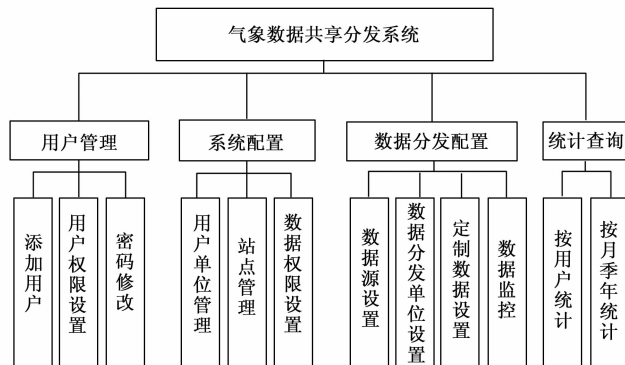 气象数据共享分发系统
用户管理
系统配置
数据分发配置
统计查询
添加用户
用户权限设置
密码修改
用户单位管理
站点管理
数据权限设置
数据源设置
数据分发单位设置
定制数据设置
数据监控
按用户统计
按月季年统计